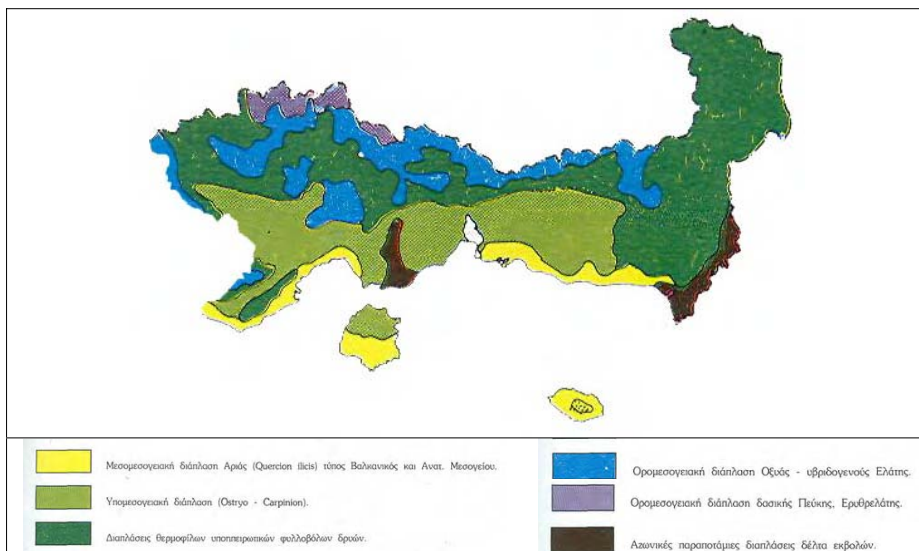 Μεσομεσογειακή διάπλαση Αριάς (Quercion ilicis) τύπος Βαλκανικός και Ανατ. Μεσογείου.
Υπομεσογειακή διάπλαση (Ostryo - Carpinion).
Διαπλάσεις θερμοφίλων υποηπειρωτικών φυλλοβόλων δρυών.
Ορομεσογειακή διάπλαση Οξυάς - υβριδογενούς Ελάτης.
Ορομεσογειακή διάπλαση δασικής Πεύκης, Ερυθρελάτης.
Αζωνικές παραποτάμιες διαπλάσεις δέλτα εκβολών.